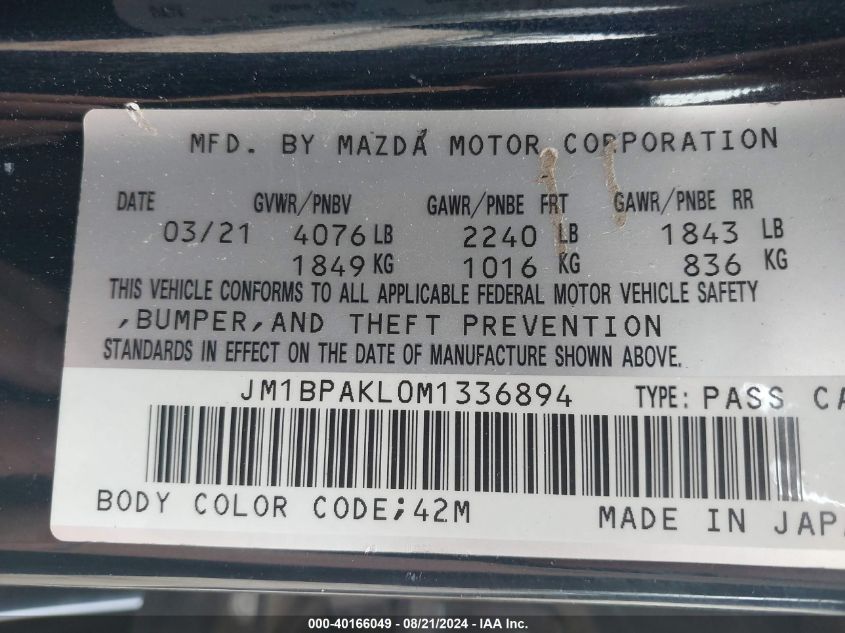 MFD. BY MAZDA MOTOR CORPORATION
DATE GVWR/PNBV GAWR/PNBE FRT GAWR/PNBE RR
03/21 4076 LB 2240 LB 1843 LB
1849 KG 1016 KG 836 KG
THIS VEHICLE CONFORMS TO ALL APPLICABLE FEDERAL MOTOR VEHICLE SAFETY
,BUMPER,AND THEFT PREVENTION
STANDARDS IN EFFECT ON THE DATE OF MANUFACTURE SHOWN ABOVE.
JM1BPAKL0M1336894 TYPE: PASS CA
BODY COLOR CODE;42M MADE IN JAPA
000-40166049 - 08/21/2024 - IAA Inc.